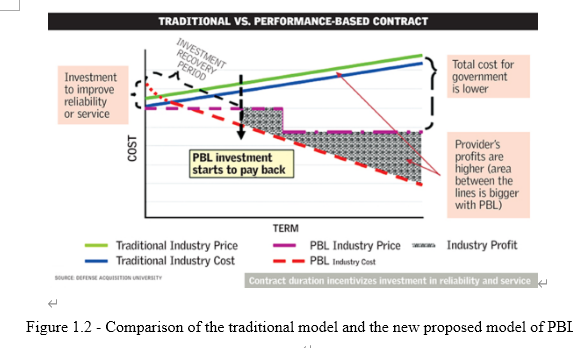 TRADITIONAL VS. PERFORMANCE-BASED CONTRACT
INVESTMENT
RECOVERY
PERIOD
Investment
to improve
reliability
or service
Total cost for
government
is lower
COST
PBL investment
starts to pay back
Provider's
profits are
higher (area
between the
lines is bigger
with PBL)
TERM
Traditional Industry Price
PBL Industry Price
Industry Profit
Traditional Industry Cost
PBL Industry Cost
SOURCE: DEFENSE ACQUISITION UNIVERSITY
Contract duration incentivizes investment in reliability and service
Figure 1.2 - Comparison of the traditional model and the new proposed model of PBL